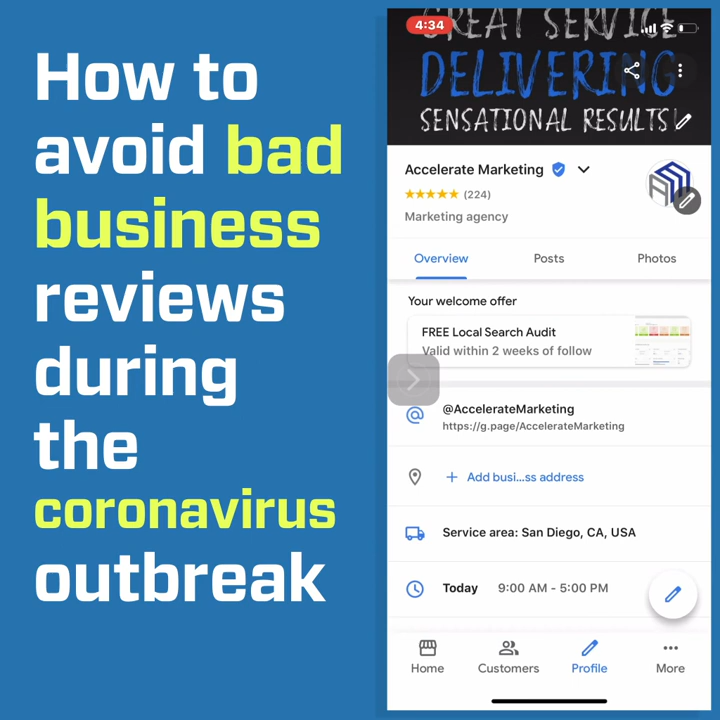 How to
avoid bad
business
reviews
during
the
coronavirus
outbreak
4:34
GREAT SERVICE
DELIVERING
SENSATIONAL RESULTS
Accelerate Marketing
(224)
Marketing agency
Overview Posts Photos
Your welcome offer
FREE Local Search Audit
Valid within 2 weeks of follow
@AccelerateMarketing
https://g.page/AccelerateMarketing
+ Add busi...ss address
Service area: San Diego, CA, USA
Today 9:00 AM - 5:00 PM
Home Customers Profile More